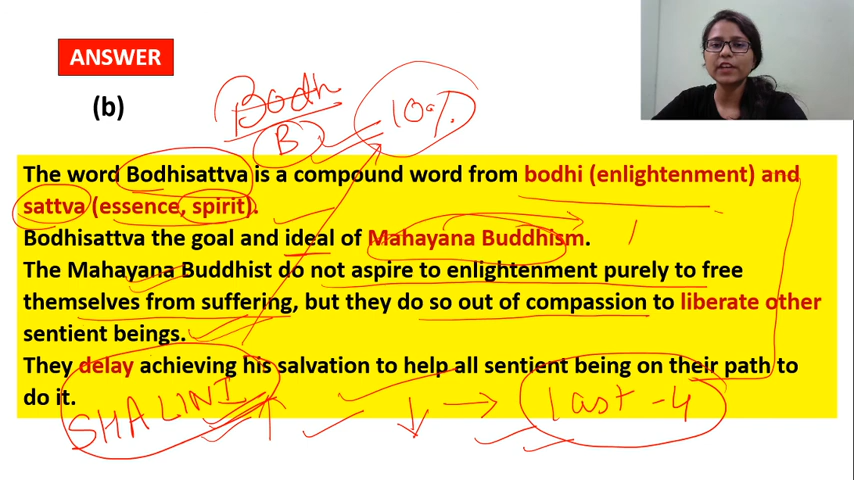 ANSWER
(b)
Bodh
B
10%
The word Bodhisattva is a compound word from bodhi (enlightenment) and
sattva (essence, spirit).
Bodhisattva the goal and ideal of Mahayana Buddhism.
The Mahayana Buddhist do not aspire to enlightenment purely to free
themselves from suffering, but they do so out of compassion to liberate other
sentient beings.
They delay achieving his salvation to help all sentient being on their path to
do it.
SHALINI
last -4